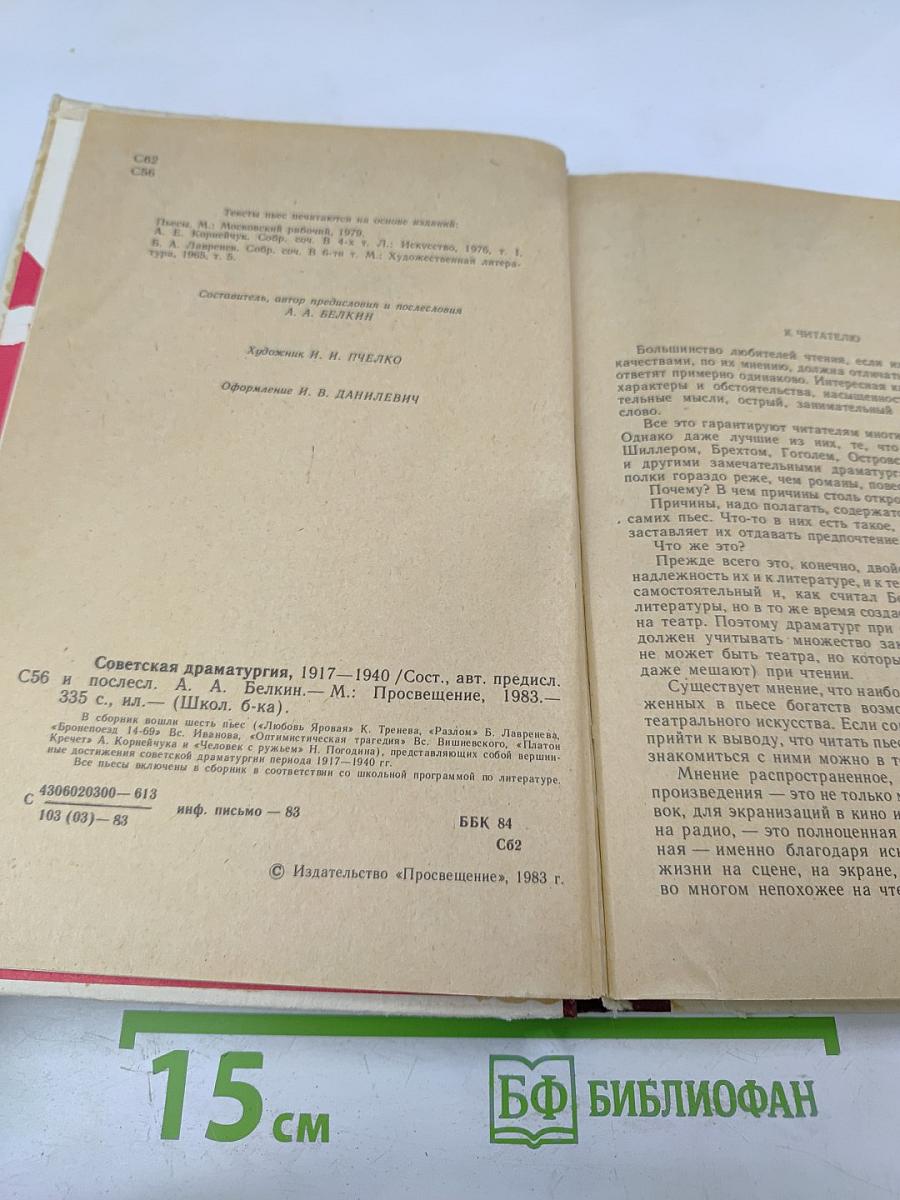 С62
С56
Тексты пьес печатаются на основе изданий:
Пьесы. М.: Московский рабочий, 1979.
А. Е. Корнейчук. Собр. соч. В 4-х т. Л.: Искусство, 1976, т. 1.
Б. А. Лавренев. Собр. соч. В 6-ти т. М.: Художественная литера-
тура, 1965, т. 5.
Составитель, автор предисловия и послесловия
А. А. БЕЛКИН
Художник И. И. ПЧЕЛКО
Оформление И. В. ДАНИЛЕВИЧ
Советская драматургия, 1917—1940 /Сост., авт. предисл.
С56 и послесл. А. А. Белкин.— М.: Просвещение, 1983.—
335 с., ил.— (Школ. б-ка).
В сборник вошли шесть пьес («Любовь Яровая» К. Тренева, «Разлом» Б. Лавренева,
«Бронепоезд 14-69» Вс. Иванова, «Оптимистическая трагедия» Вс. Вишневского, «Платон
Кречет» А. Корнейчука и «Человек с ружьем» Н. Погодина), представляющих собой вершин-
ные достижения советской драматургии периода 1917—1940 гг.
Все пьесы включены в сборник в соответствии со школьной программой по литературе.
С 4306020300—613
103 (03)—83
инф. письмо — 83
ББК 84
Сб2
© Издательство «Просвещение», 1983 г.
К ЧИТАТЕЛЮ
Большинство любителей чтения, если их
качествами, по их мнению, должна отличать
ответят примерно одинаково. Интересная
характеры и обстоятельства, насыщенност
тельные мысли, острый, занимательный
слово.
Все это гарантируют читателям многи
Однако даже лучшие из них, те, что
Шиллером, Брехтом, Гоголем, Островс
и другими замечательными драматург
полки гораздо реже, чем романы, повес
Почему? В чем причины столь откро
Причины, надо полагать, содержатс
самих пьес. Что-то в них есть такое,
заставляет их отдавать предпочтение
Что же это?
Прежде всего это, конечно, двой
надлежность их и к литературе, и к те
самостоятельный и, как считал Бе
литературы, но в то же время созда
на театр. Поэтому драматург при
должен учитывать множество зак
не может быть театра, но которы
даже мешают) при чтении.
Существует мнение, что наибо
женных в пьесе богатств возмо
театрального искусства. Если со
прийти к выводу, что читать пье
знакомиться с ними можно в т
Мнение распространенное,
произведения — это не только м
вок, для экранизаций в кино и
на радио, — это полноценная
ная — именно благодаря иск
жизни на сцене, на экране,
во многом непохожее на чте
15 см
БФ БИБЛИОФАН